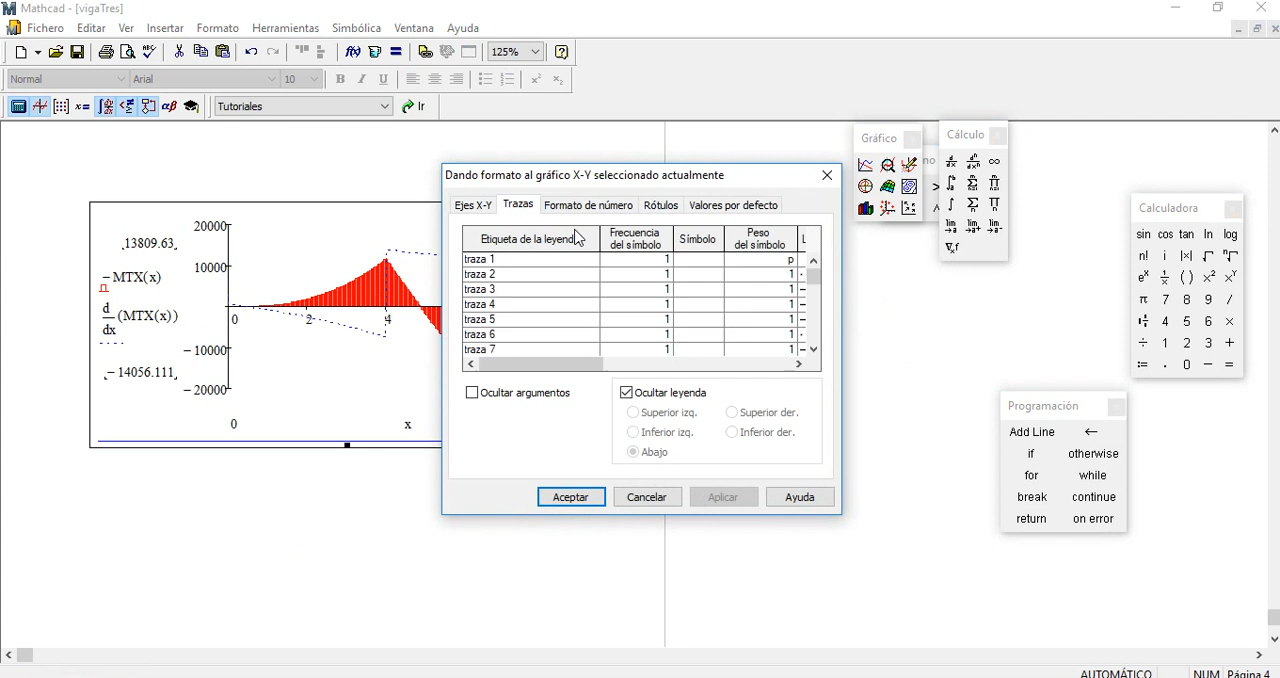 Mathcad - [vigaTres]
Fichero Editar Ver Insertar Formato Herramientas Simbólica Ventana Ayuda
125%
Normal Arial 10 B I U
Tutoriales Ir
Gráfico Cálculo
Dando formato al gráfico X-Y seleccionado actualmente
Ejes X-Y Trazas Formato de número Rótulos Valores por defecto
Etiqueta de la leyenda Frecuencia del símbolo Símbolo Peso del símbolo L
traza 1 1 p
traza 2 1 1
traza 3 1 1
traza 4 1 1
traza 5 1 1
traza 6 1 1
traza 7 1 1
Ocultar argumentos
Ocultar leyenda
Superior izq. Superior der.
Inferior izq. Inferior der.
Abajo
Aceptar Cancelar Aplicar Ayuda
20000
13809.63
10000
− MTX(x)
d/dx (MTX(x))
0 2 4
− 10000
− 14056.111
− 20000
0 x
Calculadora
sin cos tan ln log
n! i |×| √ ⁿ√
eˣ 1/× ( ) ×² ×ʸ
π 7 8 9 /
4 5 6 ×
÷ 1 2 3 +
:= . 0 − =
Programación
Add Line ←
if otherwise
for while
break continue
return on error
AUTOMÁTICO NUM Página 4